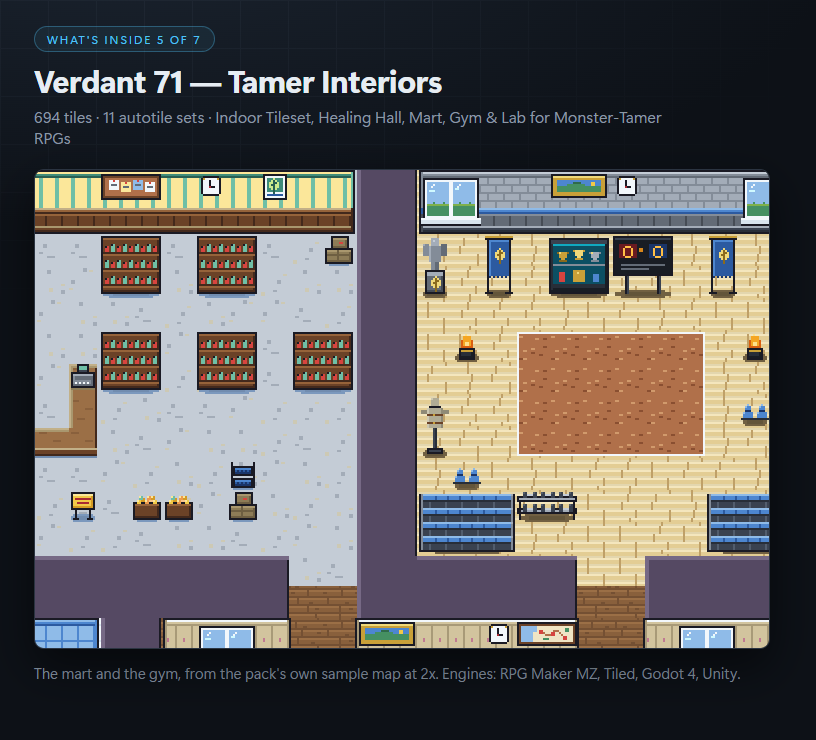 WHAT'S INSIDE 5 OF 7
Verdant 71 — Tamer Interiors
694 tiles · 11 autotile sets · Indoor Tileset, Healing Hall, Mart, Gym & Lab for Monster-Tamer
RPGs
0 0
The mart and the gym, from the pack's own sample map at 2x. Engines: RPG Maker MZ, Tiled, Godot 4, Unity.